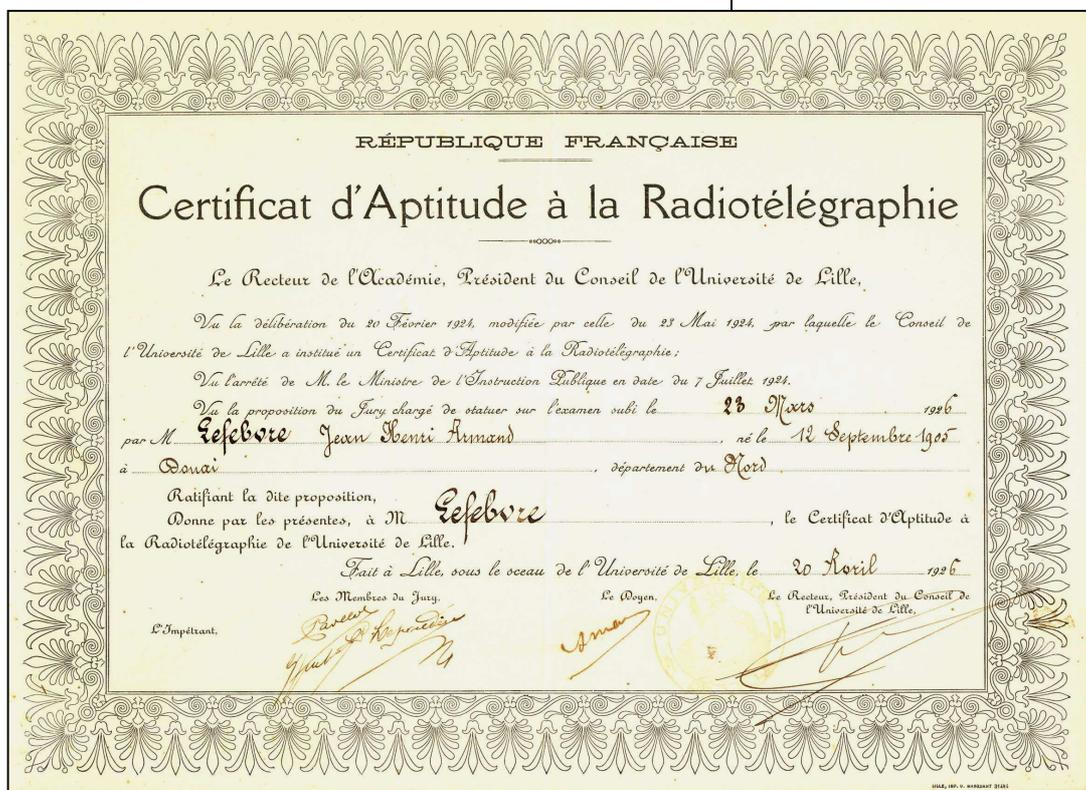 RÉPUBLIQUE FRANÇAISE
Certificat d'Aptitude à la Radiotélégraphie
Le Recteur de l'Académie, Président du Conseil de l'Université de Lille,
Vu la délibération du 20 Février 1924, modifiée par celle du 23 Mai 1924, par laquelle le Conseil de
l'Université de Lille a institué un Certificat d'Aptitude à la Radiotélégraphie;
Vu l'arrêté de M. le Ministre de l'Instruction Publique en date du 7 Juillet 1924.
Vu la proposition du Jury chargé de statuer sur l'examen subi le 23 Mars 1926
par M Lefebvre Jean Henri Armand, né le 12 Septembre 1905
à Douai, département du Nord
Ratifiant la dite proposition,
Donne par les présentes, à M Lefebvre, le Certificat d'Aptitude à
la Radiotélégraphie de l'Université de Lille.
Fait à Lille, sous le sceau de l'Université de Lille, le 20 Avril 1926
Les Membres du Jury, Le Doyen, Le Recteur, Président du Conseil de
l'Université de Lille,
L'Impétrant,
UNIVERSITÉ
LILLE, IMP.